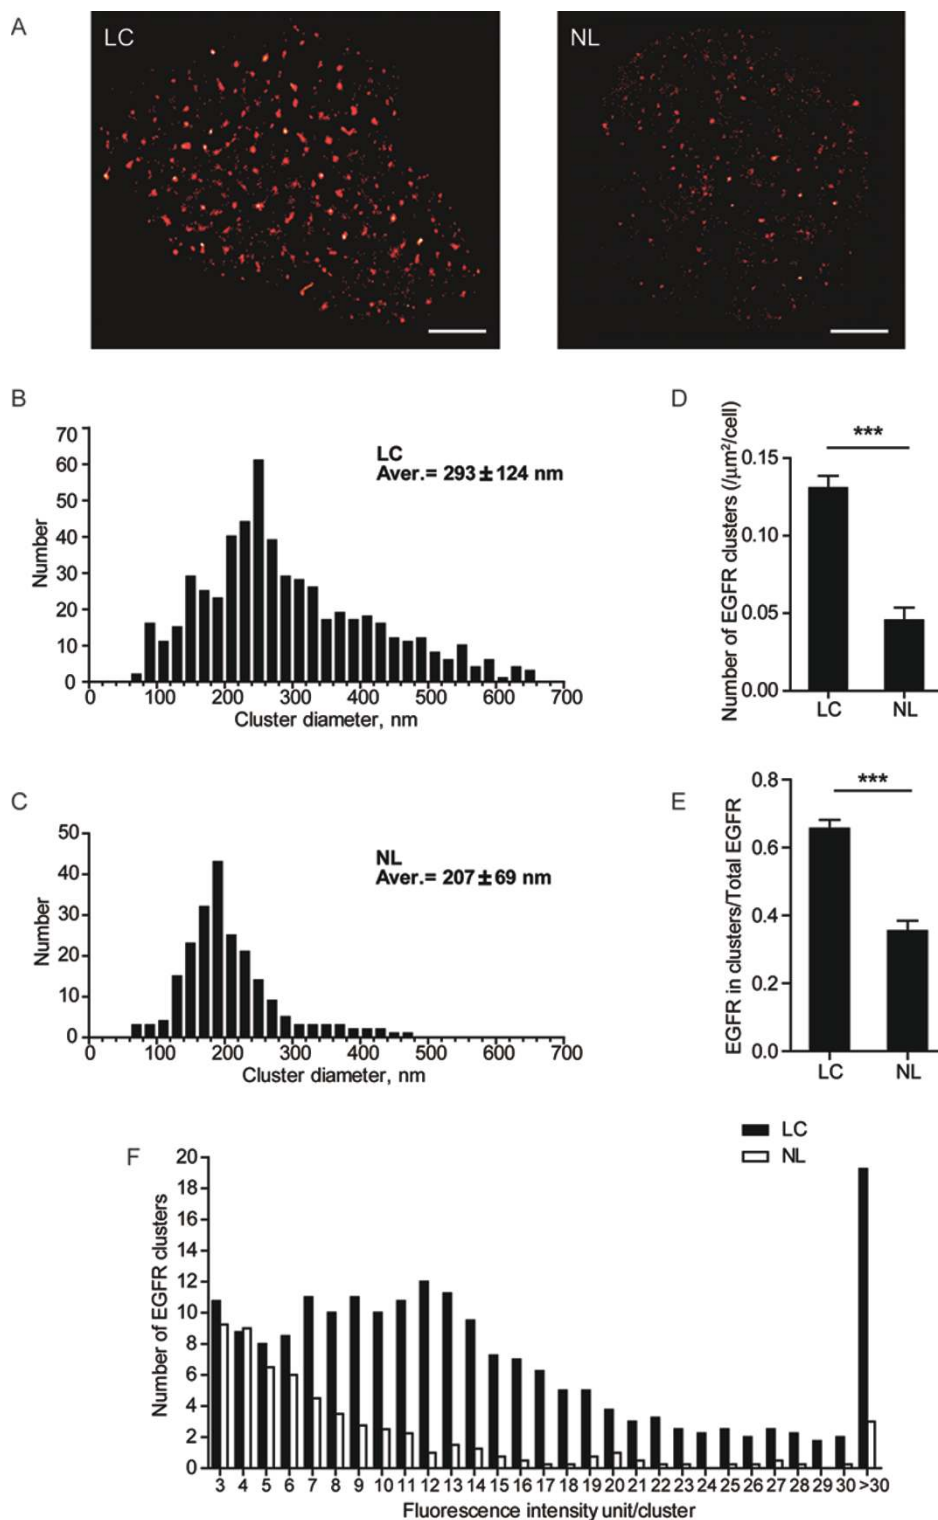 A
LC
NL
B
LC
Aver.= 293±124 nm
Number
70
60
50
40
30
20
10
0
0 100 200 300 400 500 600 700
Cluster diameter, nm
C
NL
Aver.= 207±69 nm
Number
50
40
30
20
10
0
0 100 200 300 400 500 600 700
Cluster diameter, nm
D
Number of EGFR clusters (/μm²/cell)
***
0.15
0.10
0.05
0.00
LC NL
E
EGFR in clusters/Total EGFR
***
0.8
0.6
0.4
0.2
0.0
LC NL
F
LC
NL
Number of EGFR clusters
20
18
16
14
12
10
8
6
4
2
0
3 4 5 6 7 8 9 10 11 12 13 14 15 16 17 18 19 20 21 22 23 24 25 26 27 28 29 30 >30
Fluorescence intensity unit/cluster